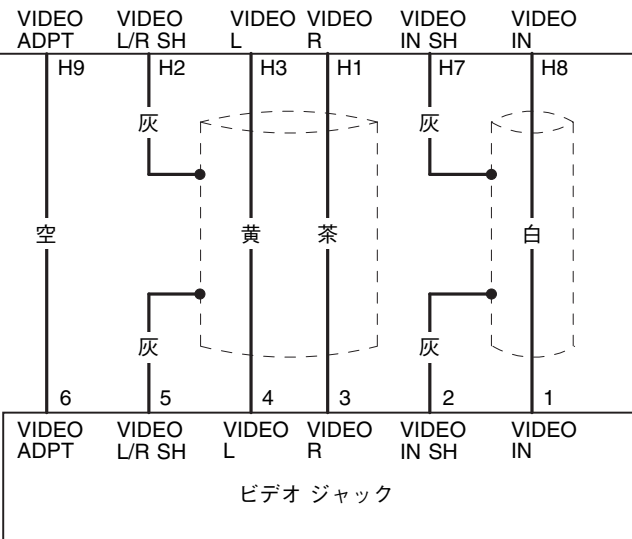 VIDEO ADPT
VIDEO L/R SH
VIDEO L
VIDEO R
VIDEO IN SH
VIDEO IN
H9
H2
H3
H1
H7
H8
灰
灰
空
黄
茶
白
灰
灰
6
5
4
3
2
1
VIDEO ADPT
VIDEO L/R SH
VIDEO L
VIDEO R
VIDEO IN SH
VIDEO IN
ビデオ ジャック